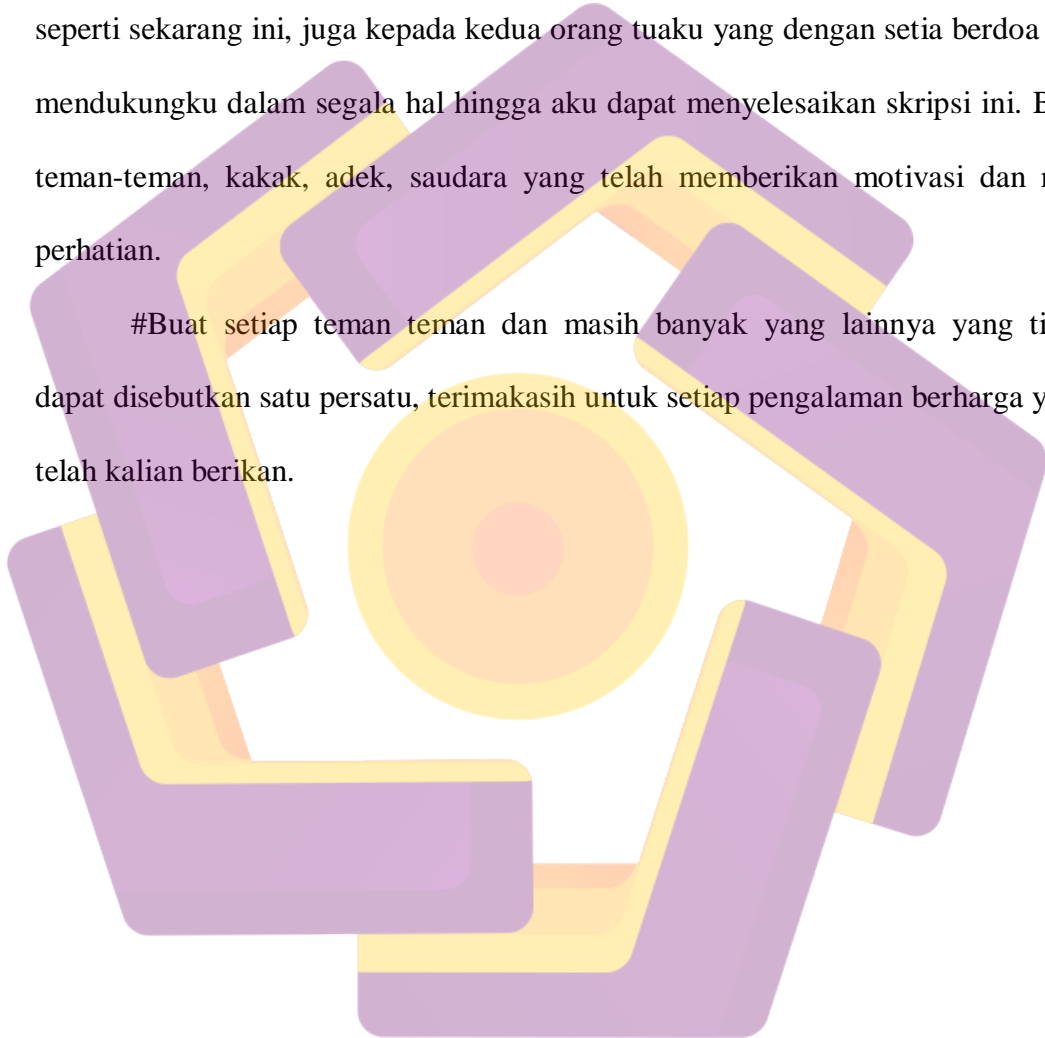 seperti sekarang ini, juga kepada kedua orang tuaku yang dengan setia berdoa
mendukungku dalam segala hal hingga aku dapat menyelesaikan skripsi ini.
teman-teman, kakak, adek, saudara yang telah memberikan motivasi dan
perhatian.
#Buat setiap teman teman dan masih banyak yang lainnya yang
dapat disebutkan satu persatu, terimakasih untuk setiap pengalaman berharga
telah kalian berikan.